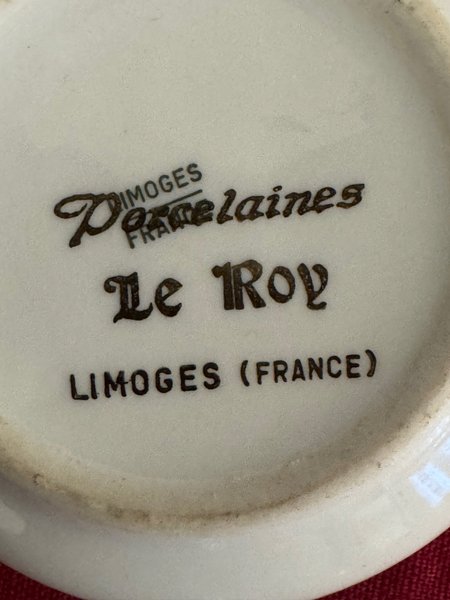 LIMOGES
FRANCE
Porcelaines
Le Roy
LIMOGES (FRANCE)